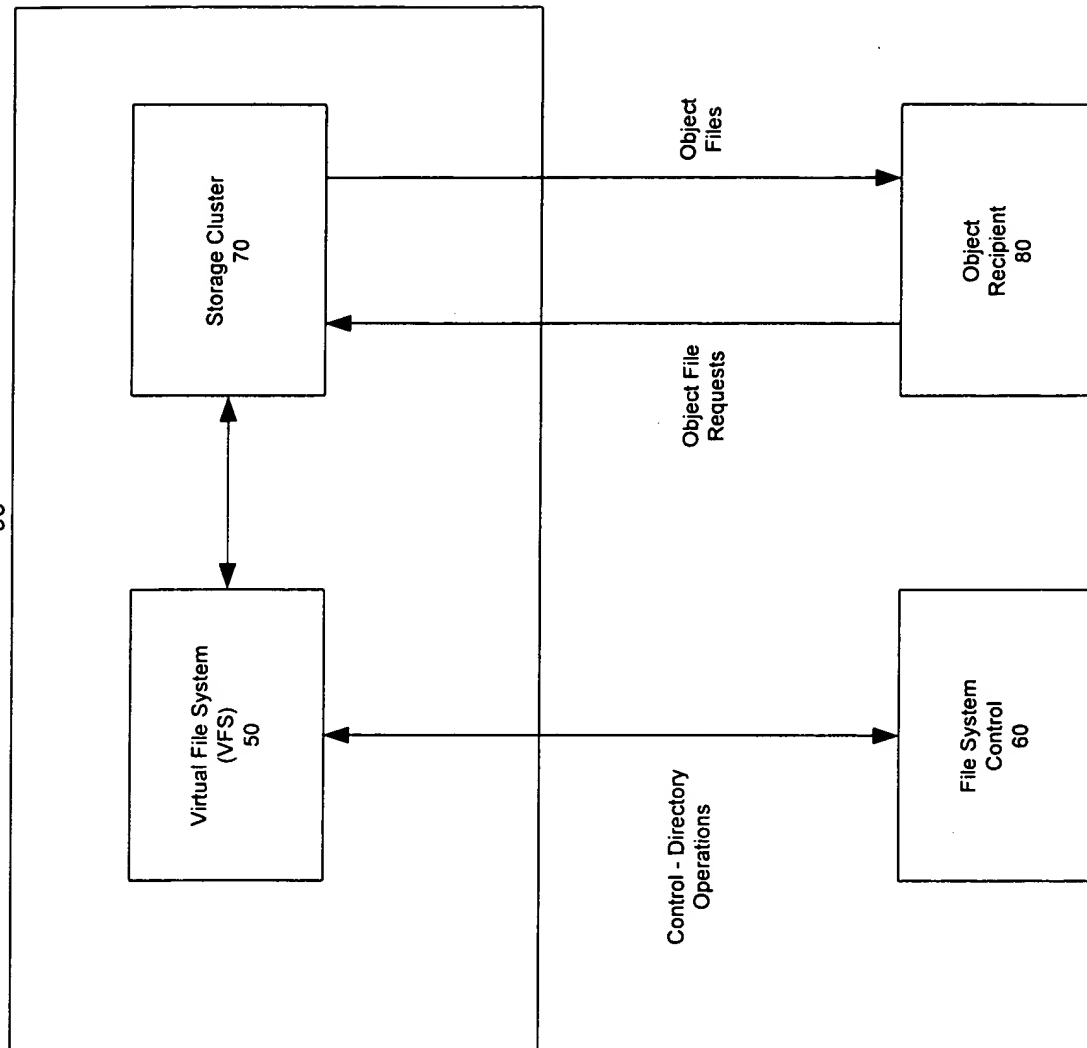 Storage Cluster
70
Object
Files
Object
Recipient
80
Object File
Requests
Virtual File System
(VFS)
50
Control - Directory
Operations
File System
Control
60